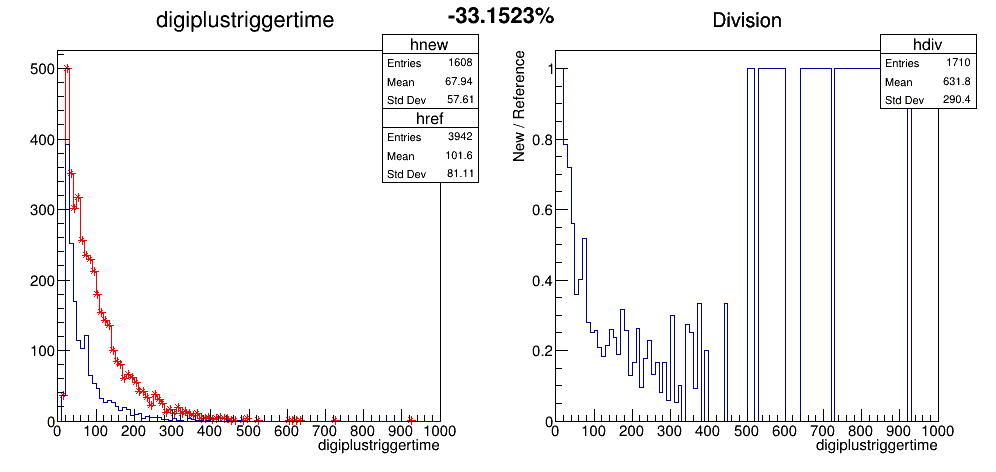 digiplustriggertime
-33.1523%
Division
hnew
Entries 1608
Mean 67.94
Std Dev 57.61
href
Entries 3942
Mean 101.6
Std Dev 81.11
500
400
300
200
100
0
0 100 200 300 400 500 600 700 800 900 1000
digiplustriggertime
hdiv
Entries 1710
Mean 631.8
Std Dev 290.4
New / Reference
1
0.8
0.6
0.4
0.2
0
0 100 200 300 400 500 600 700 800 900 1000
digiplustriggertime